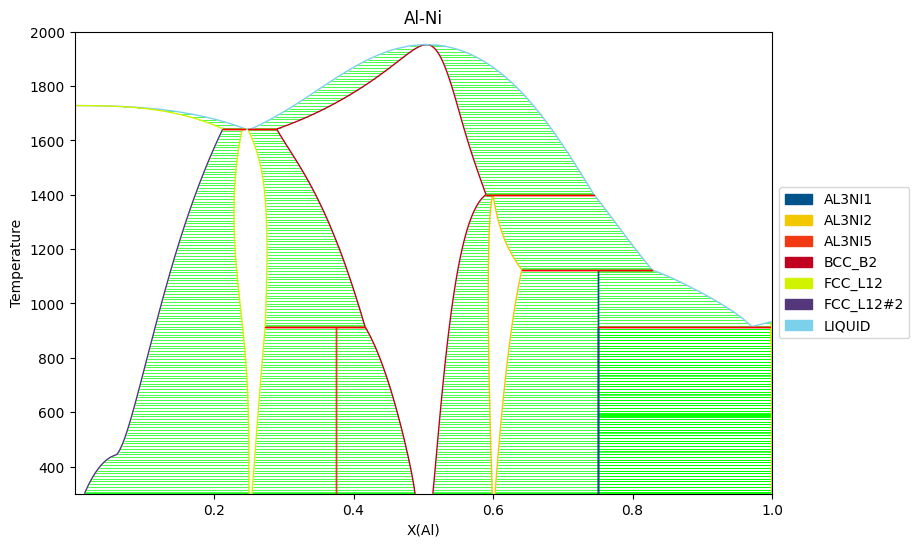 Al-Ni
2000
1800
1600
1400
1200
1000
800
600
400
Temperature
0.2
0.4
0.6
0.8
1.0
X(Al)
AL3NI1
AL3NI2
AL3NI5
BCC_B2
FCC_L12
FCC_L12#2
LIQUID